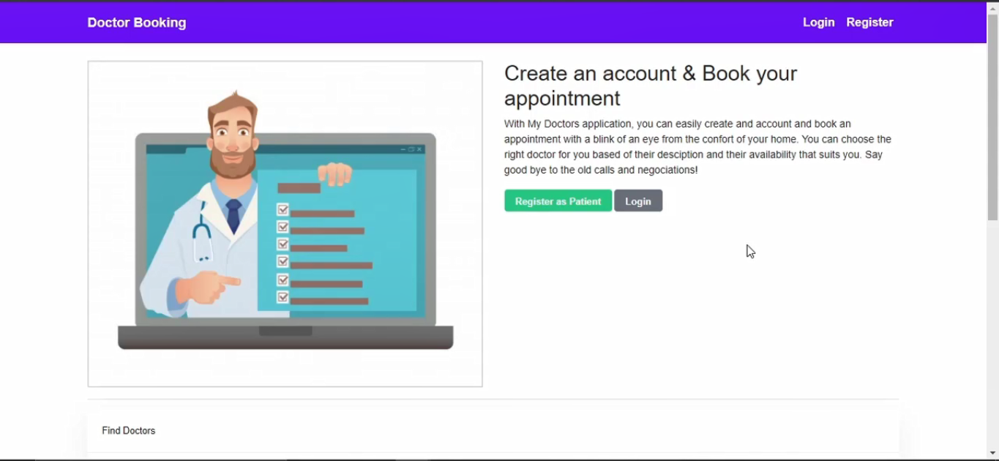 Doctor Booking
Login Register
Create an account & Book your
appointment
With My Doctors application, you can easily create and account and book an
appointment with a blink of an eye from the confort of your home. You can choose the
right doctor for you based of their desciption and their availability that suits you. Say
good bye to the old calls and negociations!
Register as Patient Login
Find Doctors